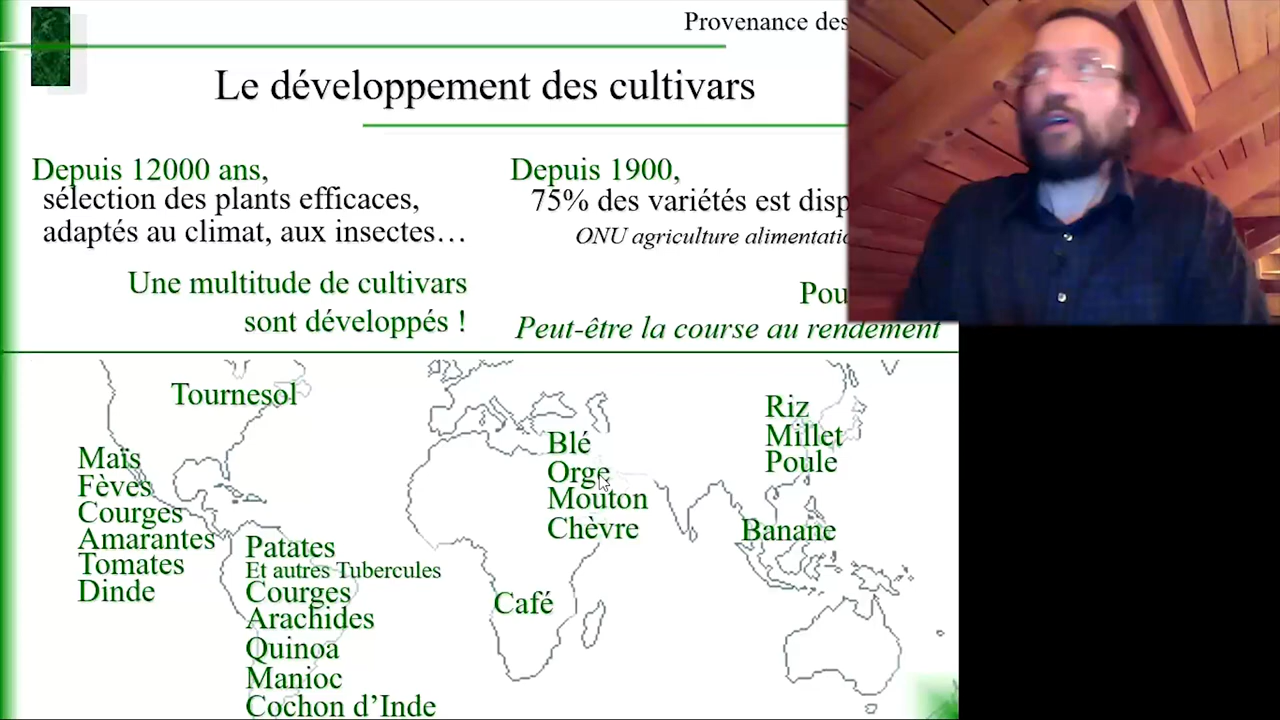 Provenance des
Le développement des cultivars
Depuis 12000 ans,
sélection des plants efficaces,
adaptés au climat, aux insectes…
Une multitude de cultivars
sont développés !
Depuis 1900,
75% des variétés est disp
ONU agriculture alimentatio
Pou
Peut-être la course au rendement
Tournesol
Maïs
Fèves
Courges
Amarantes
Tomates
Dinde
Patates
Et autres Tubercules
Courges
Arachides
Quinoa
Manioc
Cochon d’Inde
Blé
Orge
Mouton
Chèvre
Café
Riz
Millet
Poule
Banane